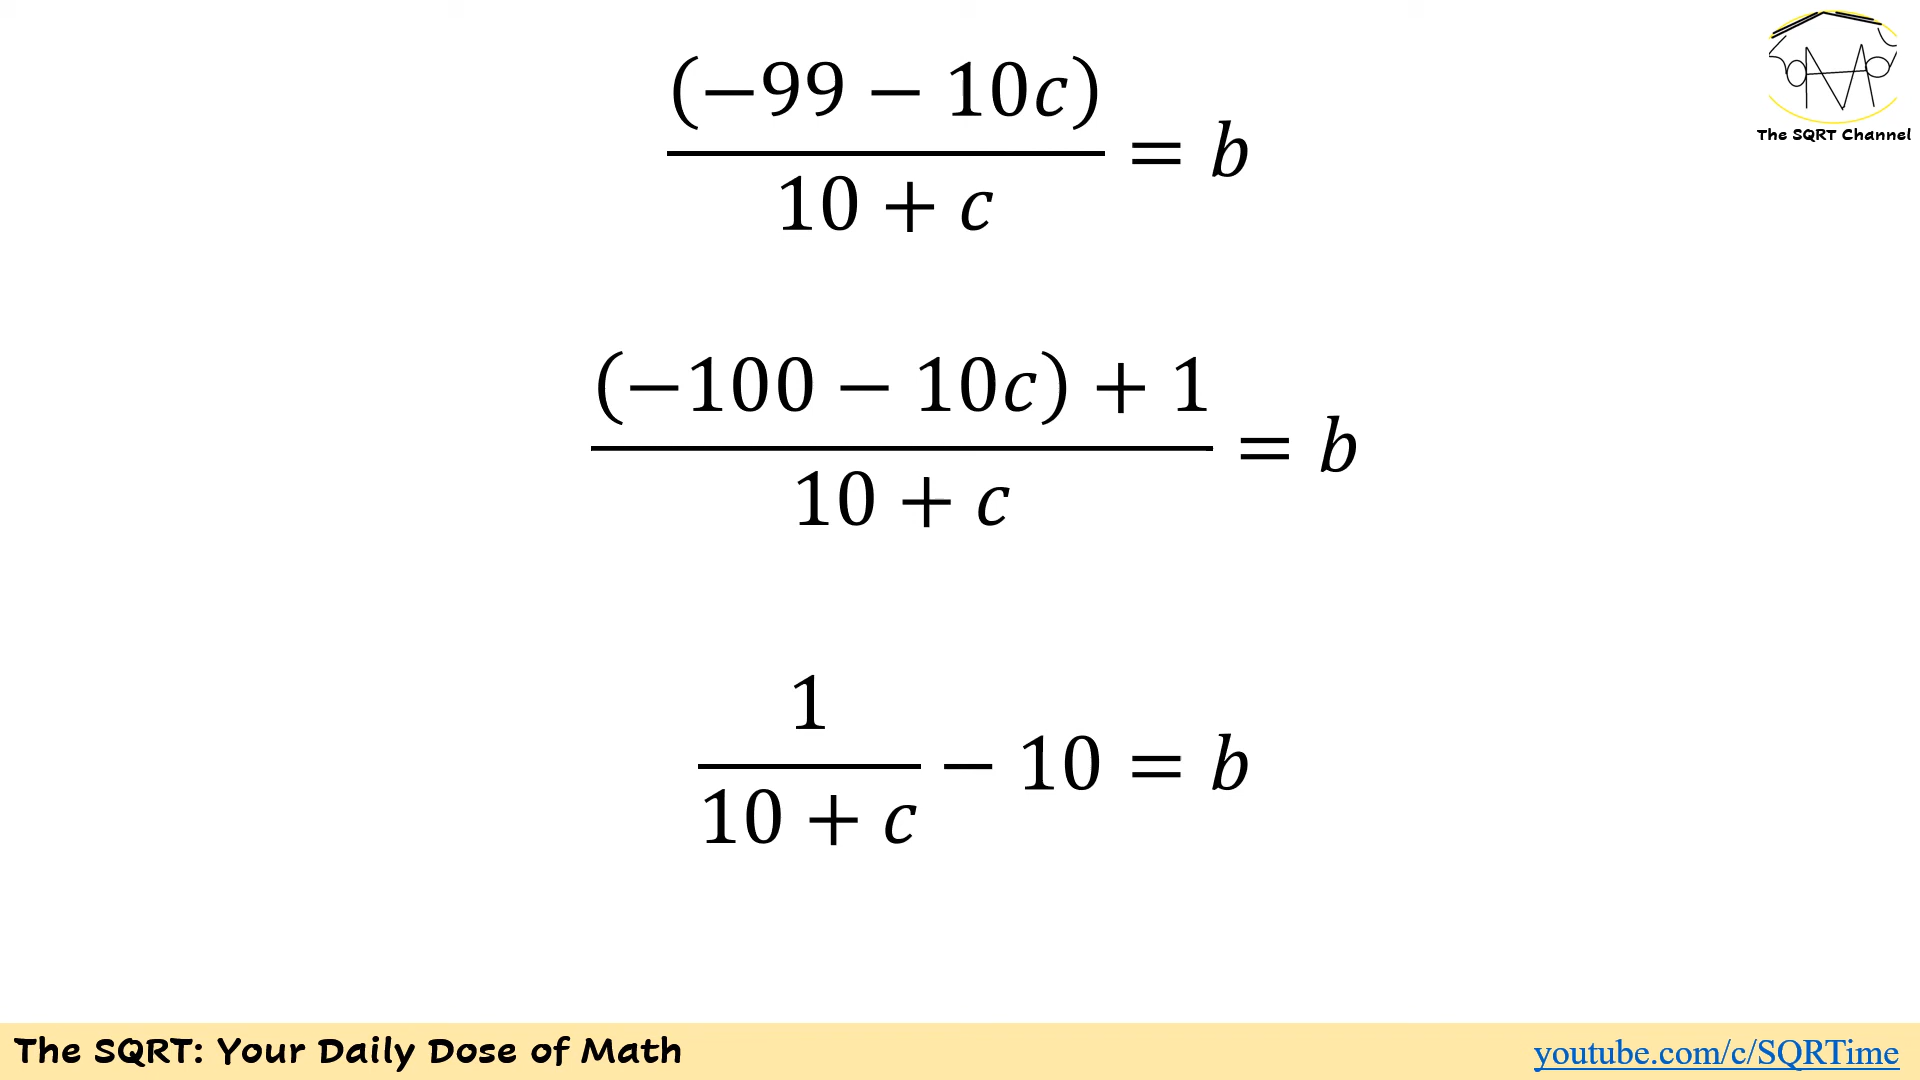 (−99 − 10c) / 10 + c = b
The SQRT Channel
(−100 − 10c) + 1 / 10 + c = b
1 / 10 + c − 10 = b
The SQRT: Your Daily Dose of Math
youtube.com/c/SQRTime